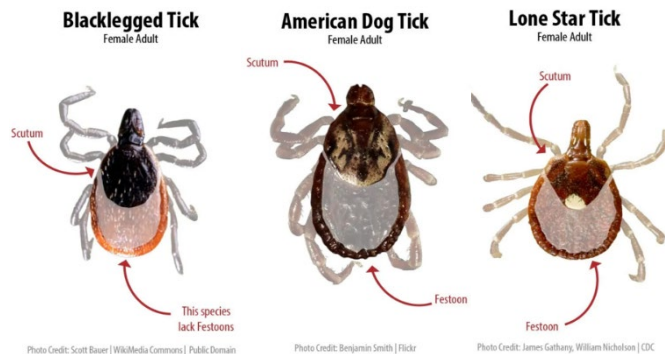 Blacklegged Tick
Female Adult
Scutum
This species
lack Festoons
Photo Credit: Scott Bauer | WikiMedia Commons | Public Domain
American Dog Tick
Female Adult
Scutum
Festoon
Photo Credit: Benjamin Smith | Flickr
Lone Star Tick
Female Adult
Scutum
Festoon
Photo Credit: James Gathany, William Nicholson | CDC